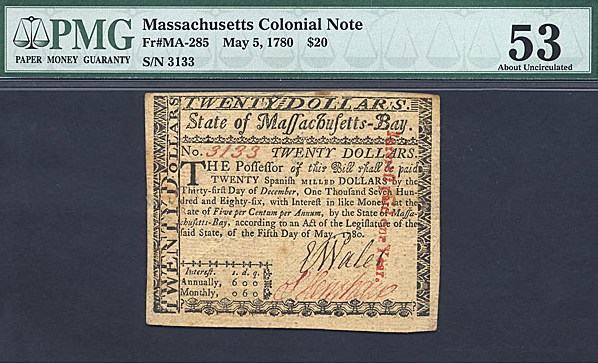 PMG
PAPER MONEY GUARANTY
Massachusetts Colonial Note
Fr#MA-285 May 5, 1780 $20
S/N 3133
53
About Uncirculated
TWENTY DOLLARS.
State of Maſſachuſetts-Bay.
No. 3133 TWENTY DOLLARS.
THE Poſſeſſor of this Bill ſhall be paid
TWENTY Spaniſh MILLED DOLLARS by the
Thirty-firſt Day of December, One Thouſand Seven Hun-
dred and Eighty-ſix, with Intereſt in like Money, at the
Rate of Five per Centum per Annum, by the State of Maſſa-
chuſetts-Bay, according to an Act of the Legiſlature of the
ſaid State, of the Fifth Day of May, 1780.
Intereſt. s. d. q.
Annually, 6 0 0
Monthly, 0 6 0
TWENTY DOLLARS